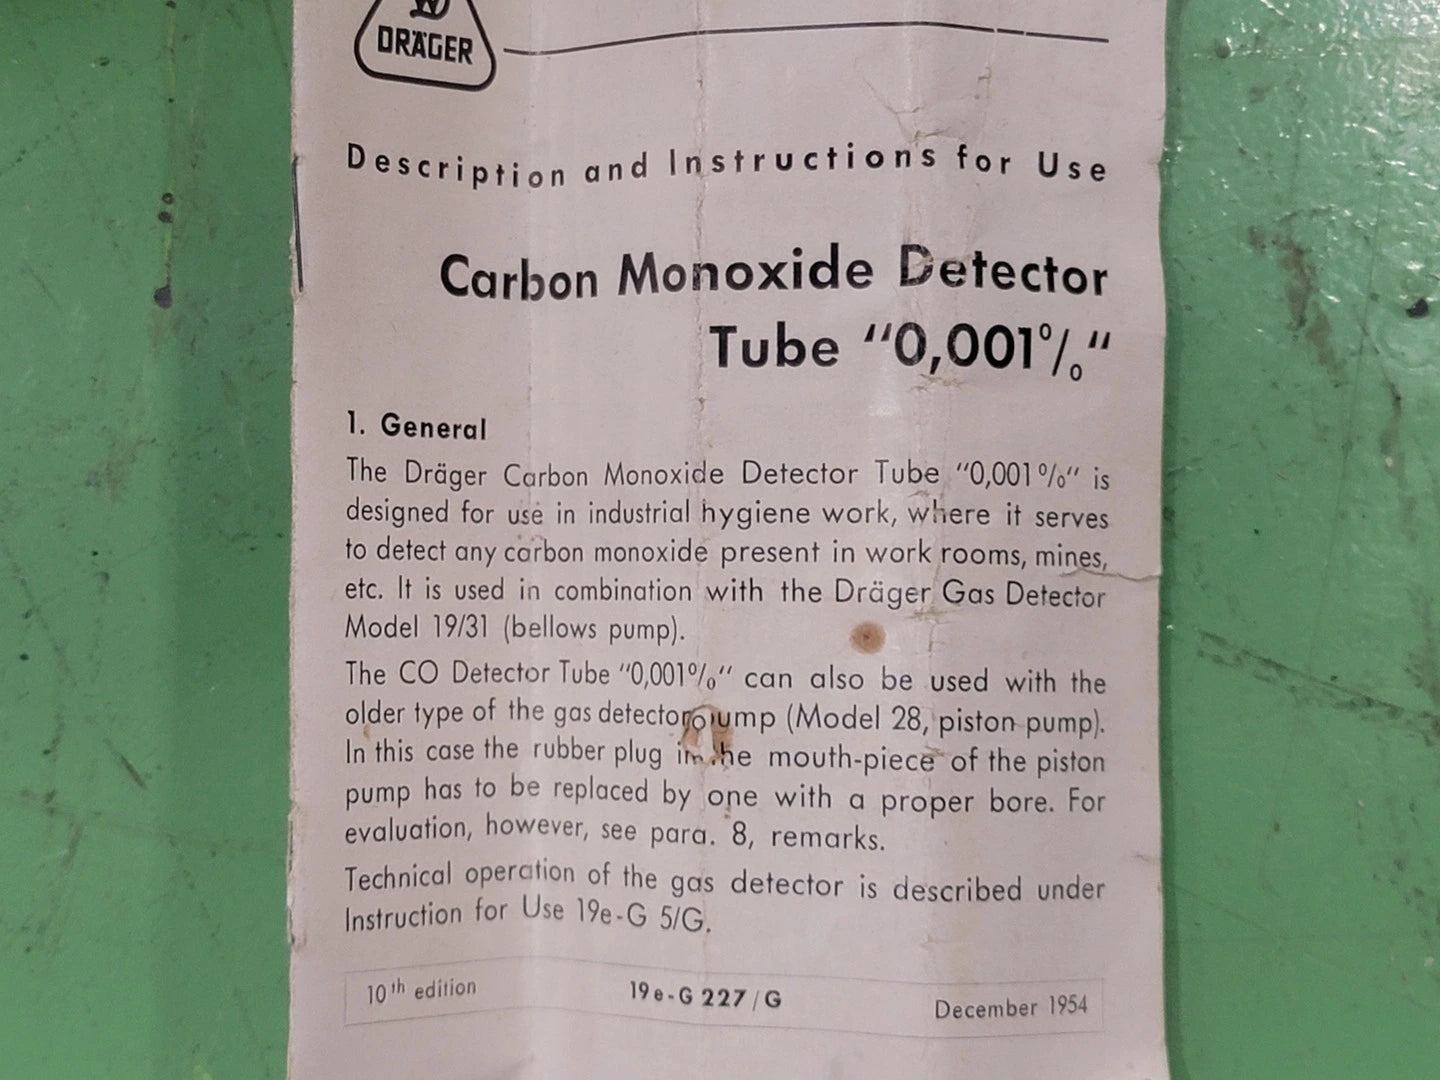 DRÄGER
Description and Instructions for Use
Carbon Monoxide Detector
Tube “0,001%“
1. General
The Dräger Carbon Monoxide Detector Tube “0,001%“ is
designed for use in industrial hygiene work, where it serves
to detect any carbon monoxide present in work rooms, mines,
etc. It is used in combination with the Dräger Gas Detector
Model 19/31 (bellows pump).
The CO Detector Tube “0,001%“ can also be used with the
older type of the gas detector pump (Model 28, piston pump).
In this case the rubber plug in the mouth-piece of the piston
pump has to be replaced by one with a proper bore. For
evaluation, however, see para. 8, remarks.
Technical operation of the gas detector is described under
Instruction for Use 19e-G 5/G.
10th edition 19e-G 227/G December 1954